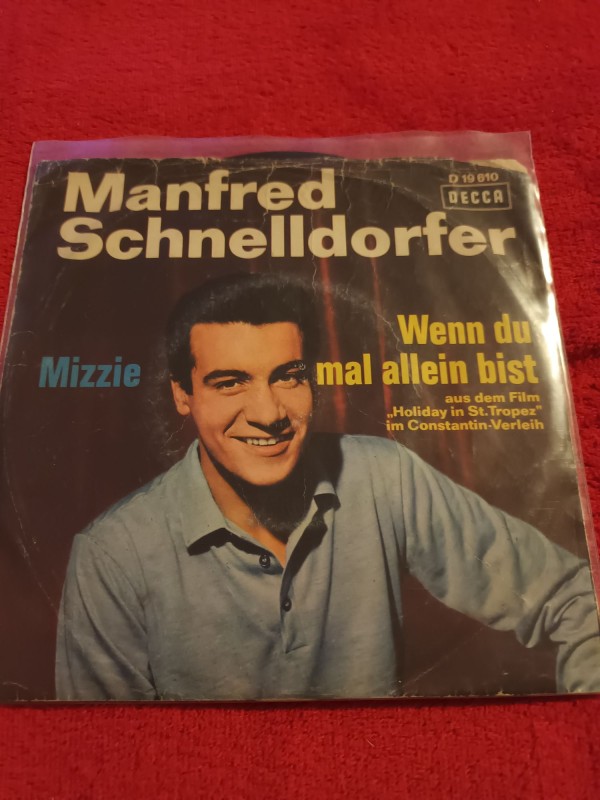 Manfred
Schnelldorfer
D 19 610
DECCA
Mizzie
Wenn du
mal allein bist
aus dem Film
„Holiday in St.Tropez"
im Constantin-Verleih